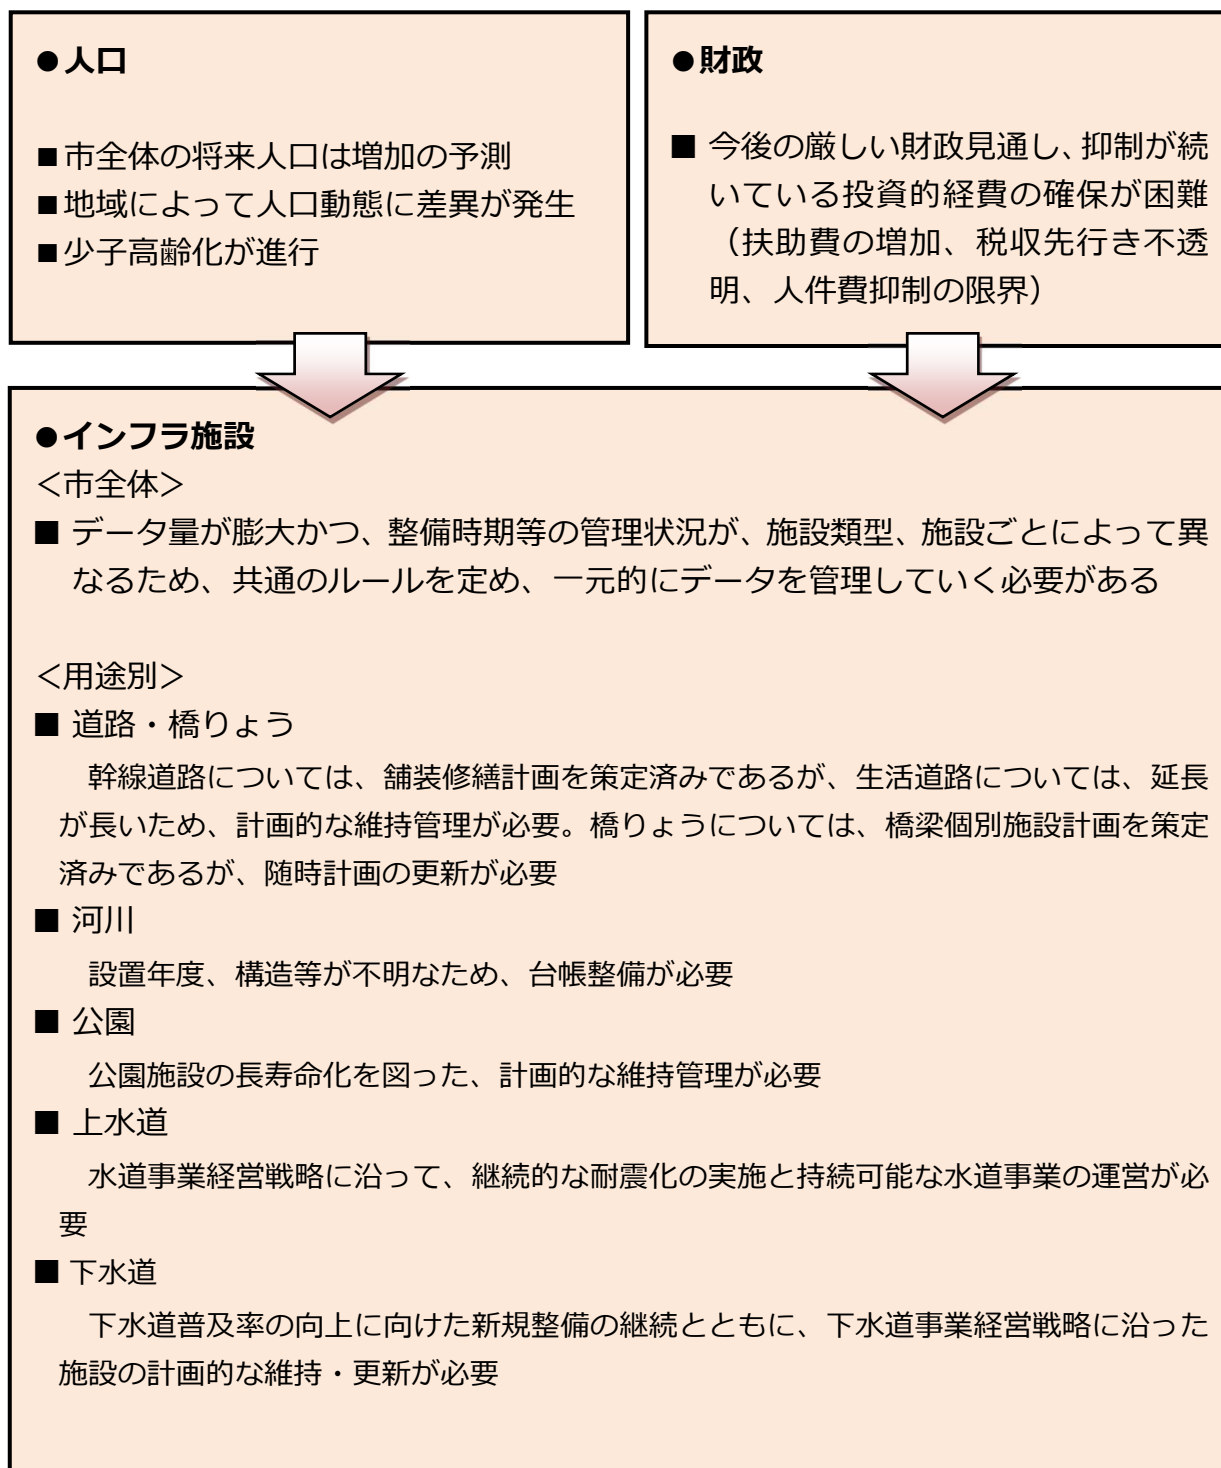 ●人口
■市全体の将来人口は増加の予測
■地域によって人口動態に差異が発生
■少子高齢化が進行
●財政
■ 今後の厳しい財政見通し、抑制が続
いている投資的経費の確保が困難
（扶助費の増加、税収先行き不透
明、人件費抑制の限界）
●インフラ施設
＜市全体＞
■ データ量が膨大かつ、整備時期等の管理状況が、施設類型、施設ごとによって異
なるため、共通のルールを定め、一元的にデータを管理していく必要がある
＜用途別＞
■ 道路・橋りょう
幹線道路については、舗装修繕計画を策定済みであるが、生活道路については、延長
が長いため、計画的な維持管理が必要。橋りょうについては、橋梁個別施設計画を策定
済みであるが、随時計画の更新が必要
■ 河川
設置年度、構造等が不明なため、台帳整備が必要
■ 公園
公園施設の長寿命化を図った、計画的な維持管理が必要
■ 上水道
水道事業経営戦略に沿って、継続的な耐震化の実施と持続可能な水道事業の運営が必
要
■ 下水道
下水道普及率の向上に向けた新規整備の継続とともに、下水道事業経営戦略に沿った
施設の計画的な維持・更新が必要